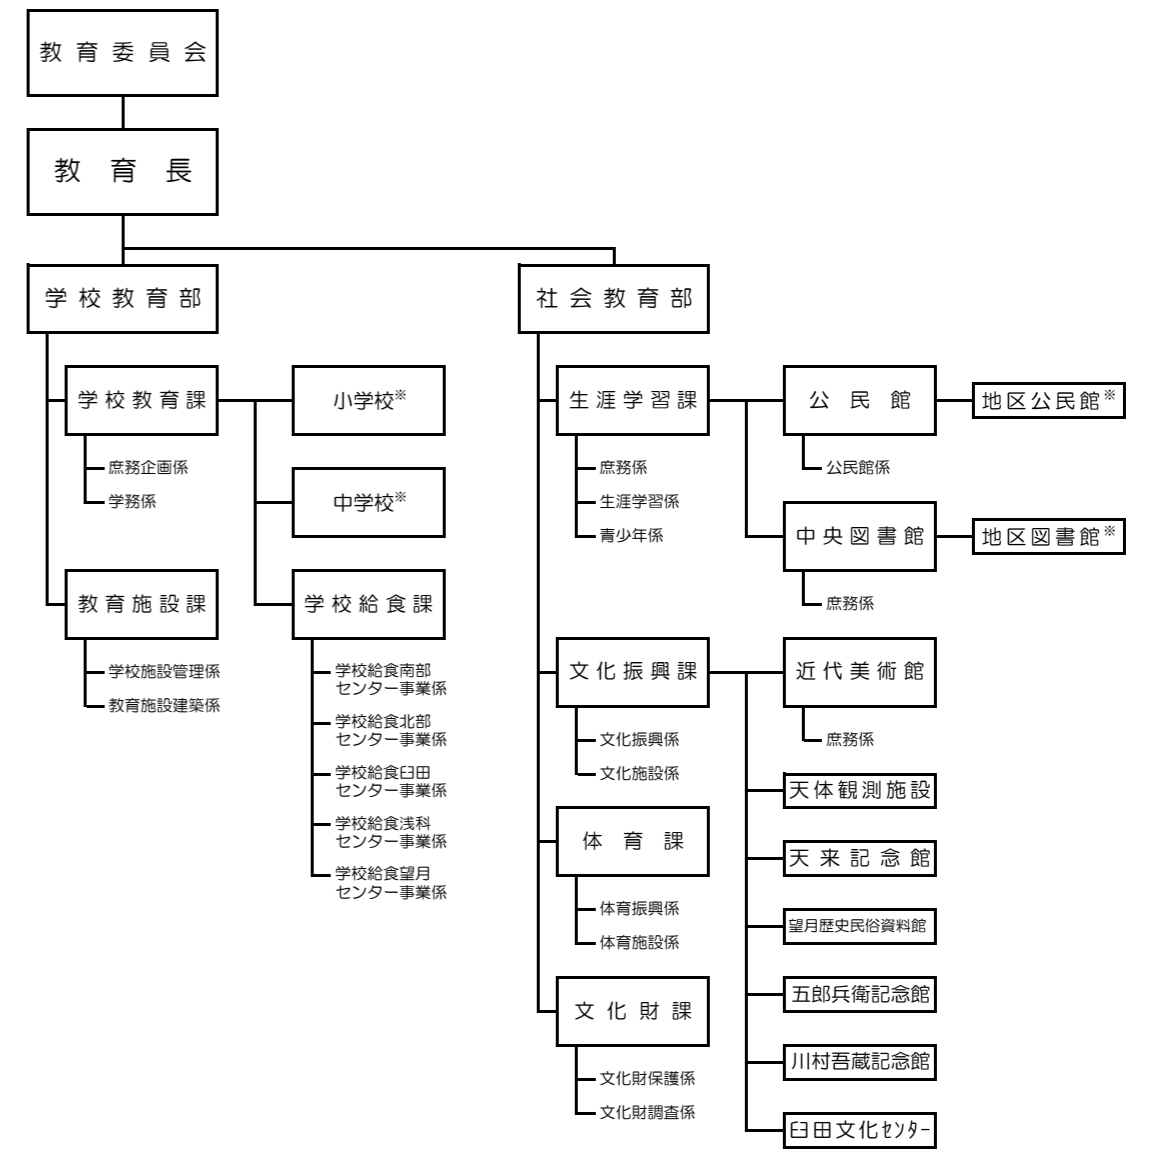 教育委員会
教育長
学校教育部
学校教育課
庶務企画係
学務係
小学校※
中学校※
学校給食課
学校給食南部
センター事業係
学校給食北部
センター事業係
学校給食臼田
センター事業係
学校給食浅科
センター事業係
学校給食望月
センター事業係
教育施設課
学校施設管理係
教育施設建築係
社会教育部
生涯学習課
庶務係
生涯学習係
青少年係
公民館
公民館係
地区公民館※
中央図書館
庶務係
地区図書館※
文化振興課
文化振興係
文化施設係
近代美術館
庶務係
天体観測施設
天来記念館
望月歴史民俗資料館
五郎兵衛記念館
川村吾蔵記念館
臼田文化ｾﾝﾀｰ
体育課
体育振興係
体育施設係
文化財課
文化財保護係
文化財調査係